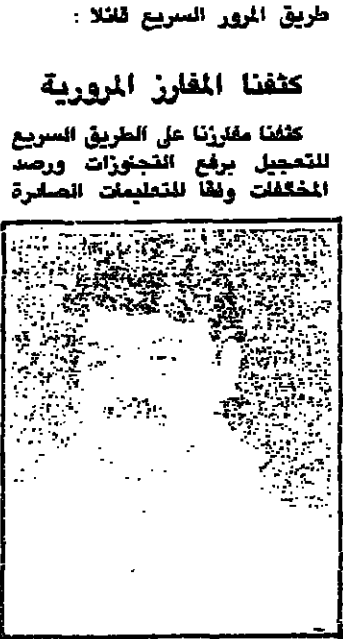 طريق المرور السريع قائلا :
كثفنا المفارز المرورية
كثفنا مفارزنا على الطريق السريع
للتعجيل برفع التجاوزات ورصد
المخالفات وفقا للتعليمات الصادرة